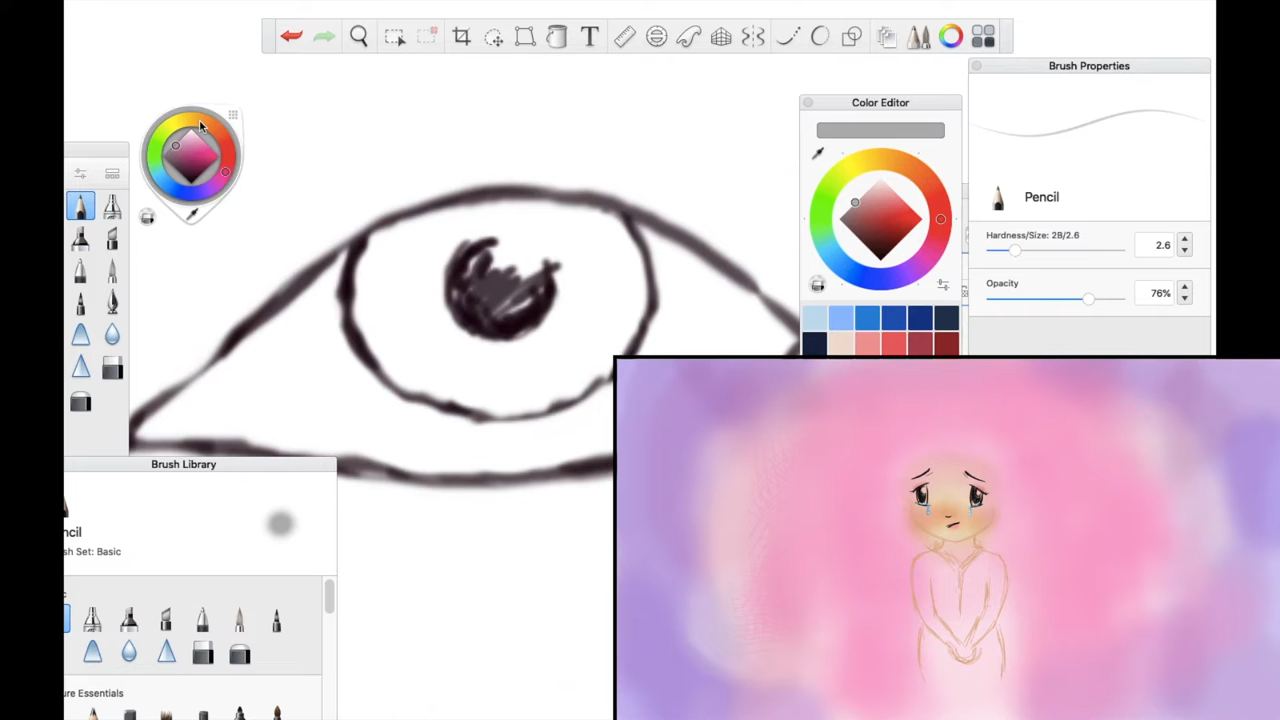 T
Brush Properties
Color Editor
Pencil
Hardness/Size: 2B/2.6
2.6
Opacity
76%
Brush Library
ncil
sh Set: Basic
c
ure Essentials